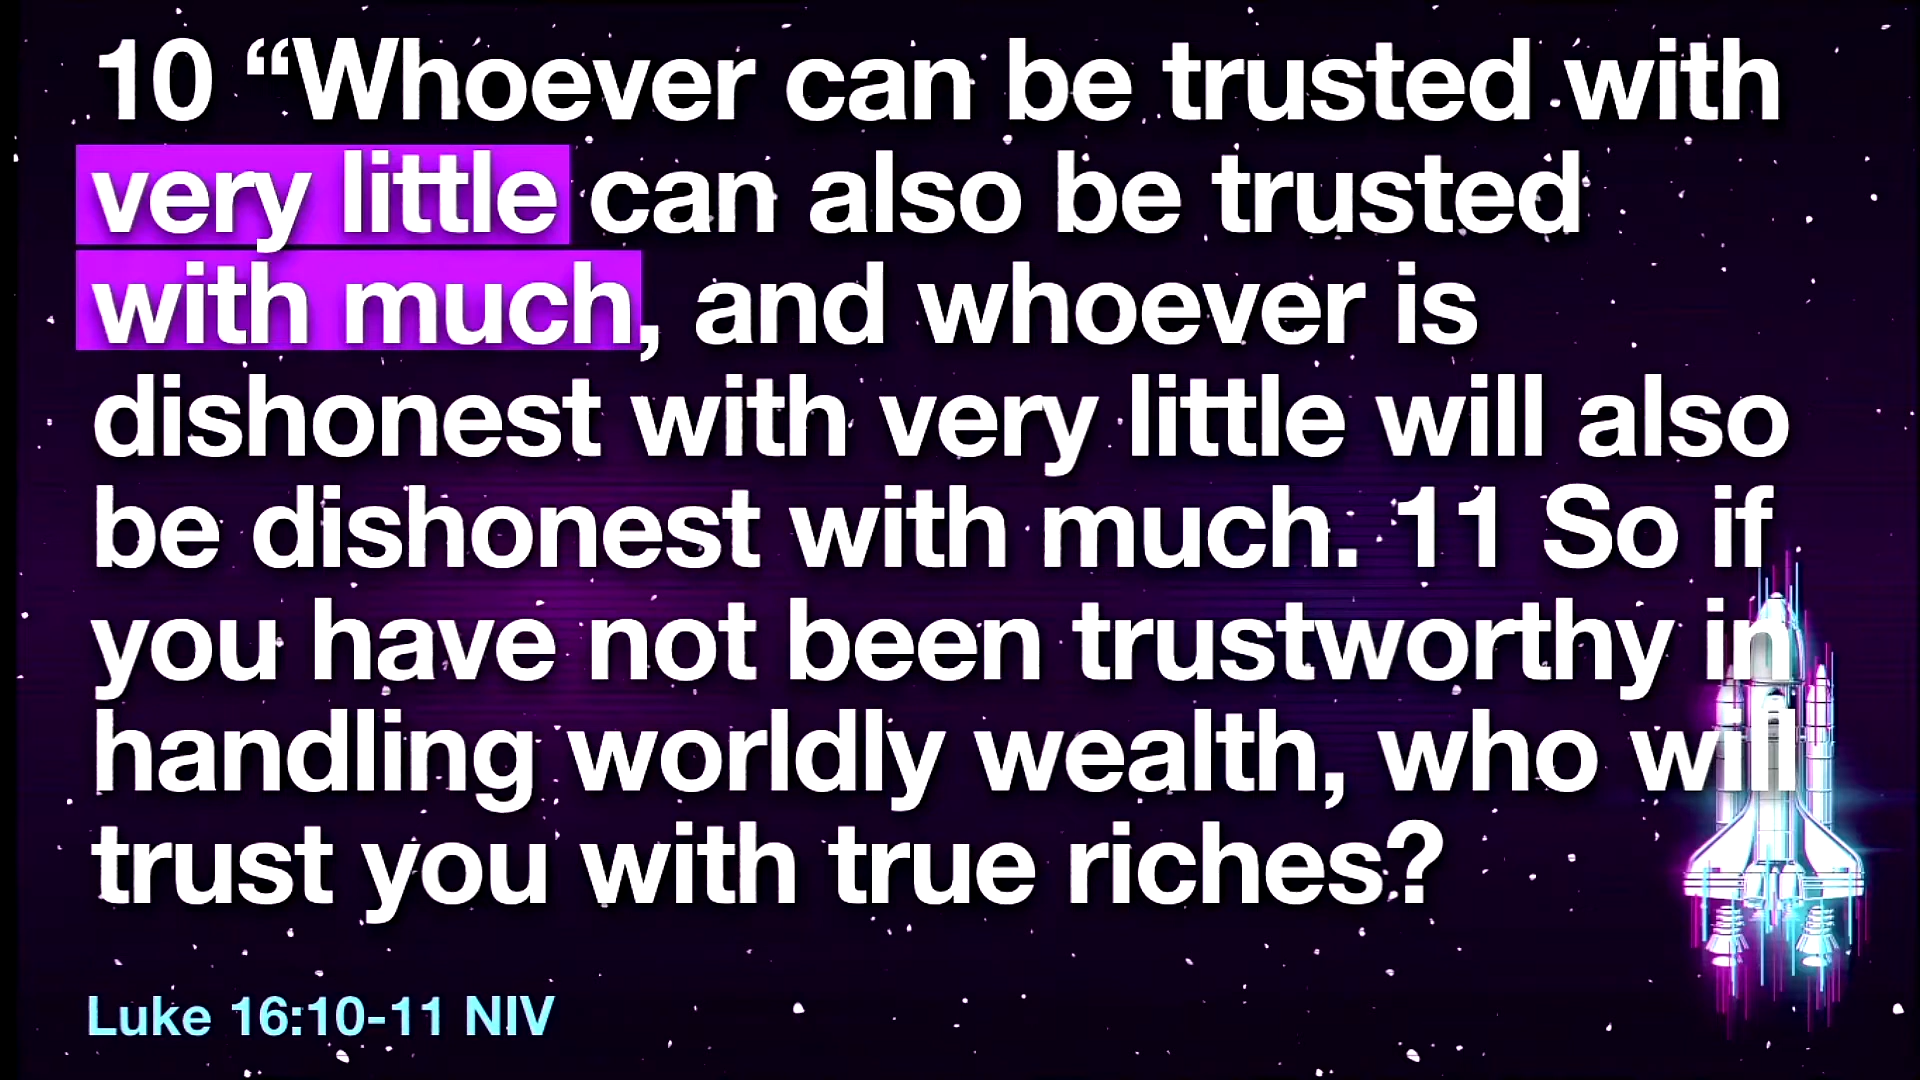 10 “Whoever can be trusted with
very little can also be trusted
with much, and whoever is
dishonest with very little will also
be dishonest with much. 11 So if
you have not been trustworthy in
handling worldly wealth, who will
trust you with true riches?
Luke 16:10-11 NIV